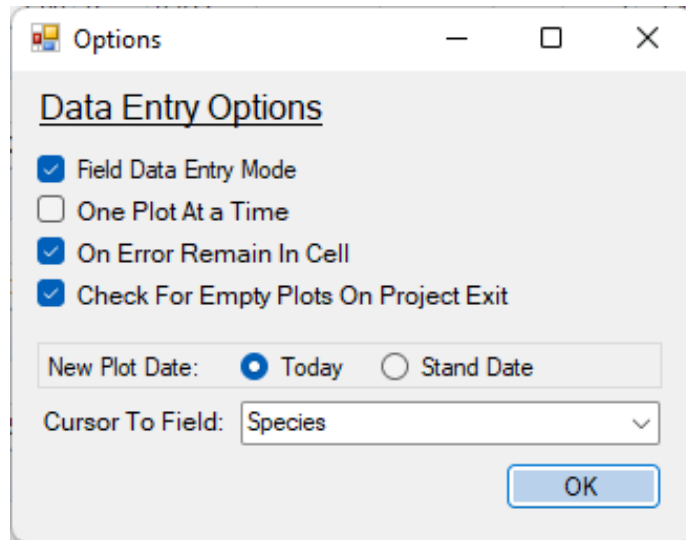 Options
Data Entry Options
Field Data Entry Mode
One Plot At a Time
On Error Remain In Cell
Check For Empty Plots On Project Exit
New Plot Date: Today Stand Date
Cursor To Field: Species
OK